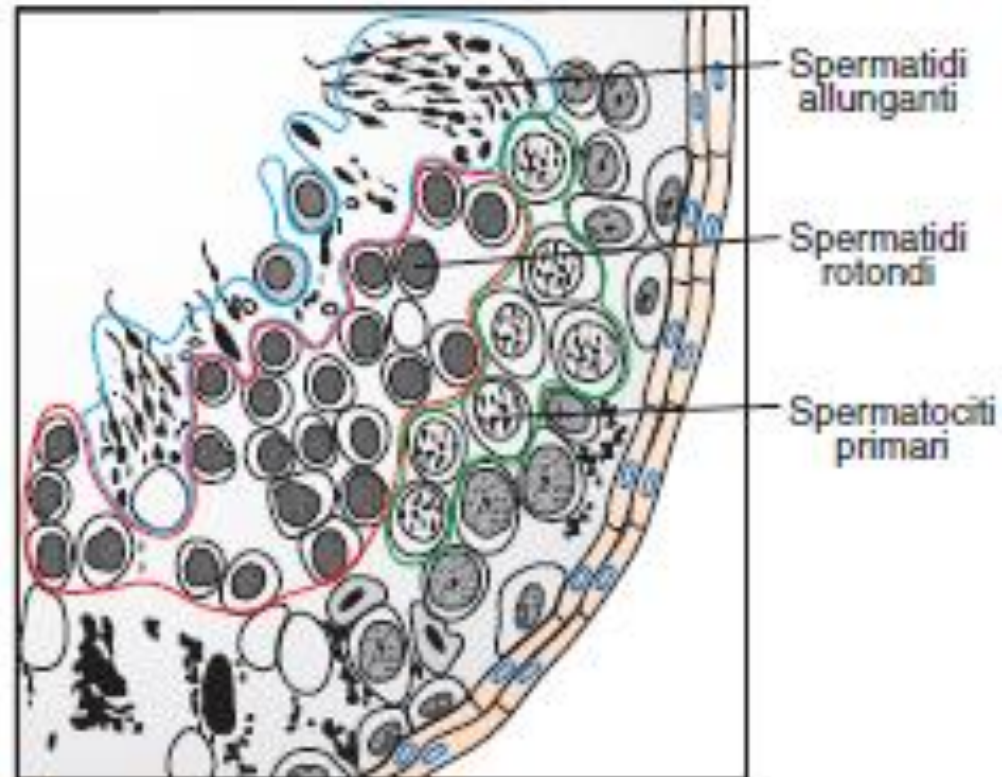 Spermatidi
allunganti
Spermatidi
rotondi
Spermatociti
primari